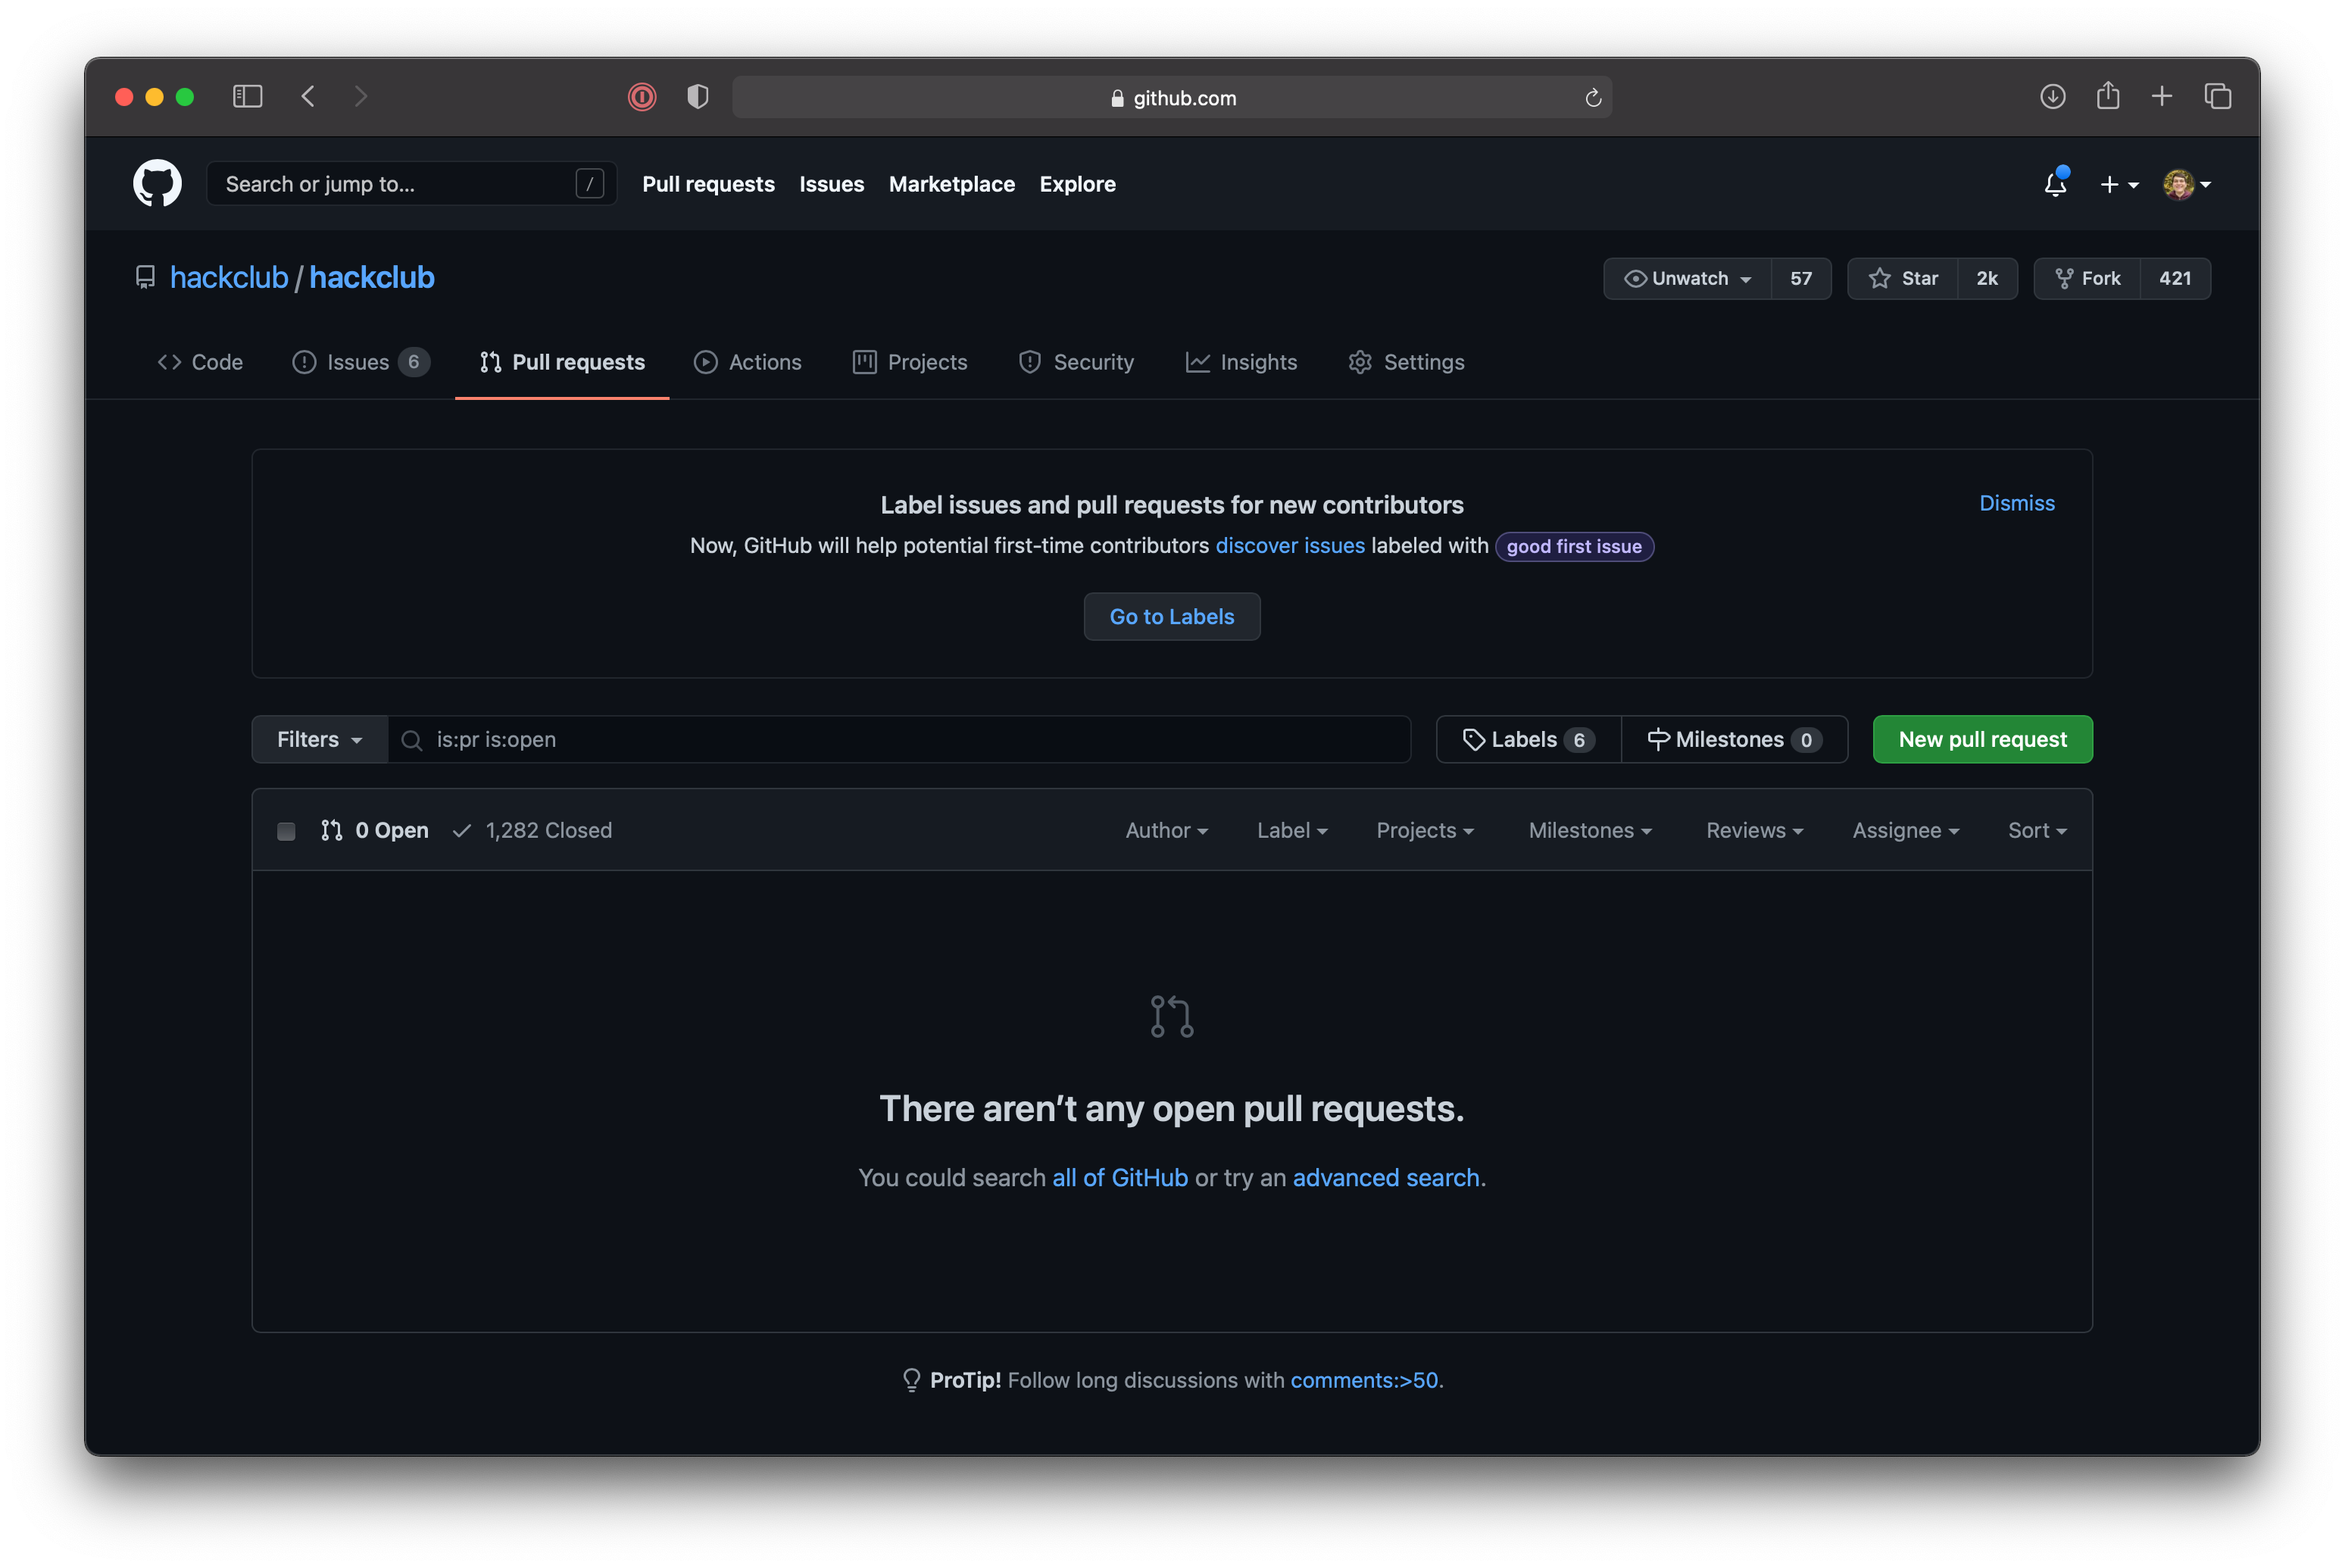 github.com
Search or jump to... / Pull requests Issues Marketplace Explore
hackclub / hackclub Unwatch 57 Star 2k Fork 421
Code Issues 6 Pull requests Actions Projects Security Insights Settings
Label issues and pull requests for new contributors Dismiss
Now, GitHub will help potential first-time contributors discover issues labeled with good first issue
Go to Labels
Filters is:pr is:open Labels 6 Milestones 0 New pull request
0 Open 1,282 Closed Author Label Projects Milestones Reviews Assignee Sort
There aren’t any open pull requests.
You could search all of GitHub or try an advanced search.
ProTip! Follow long discussions with comments:>50.